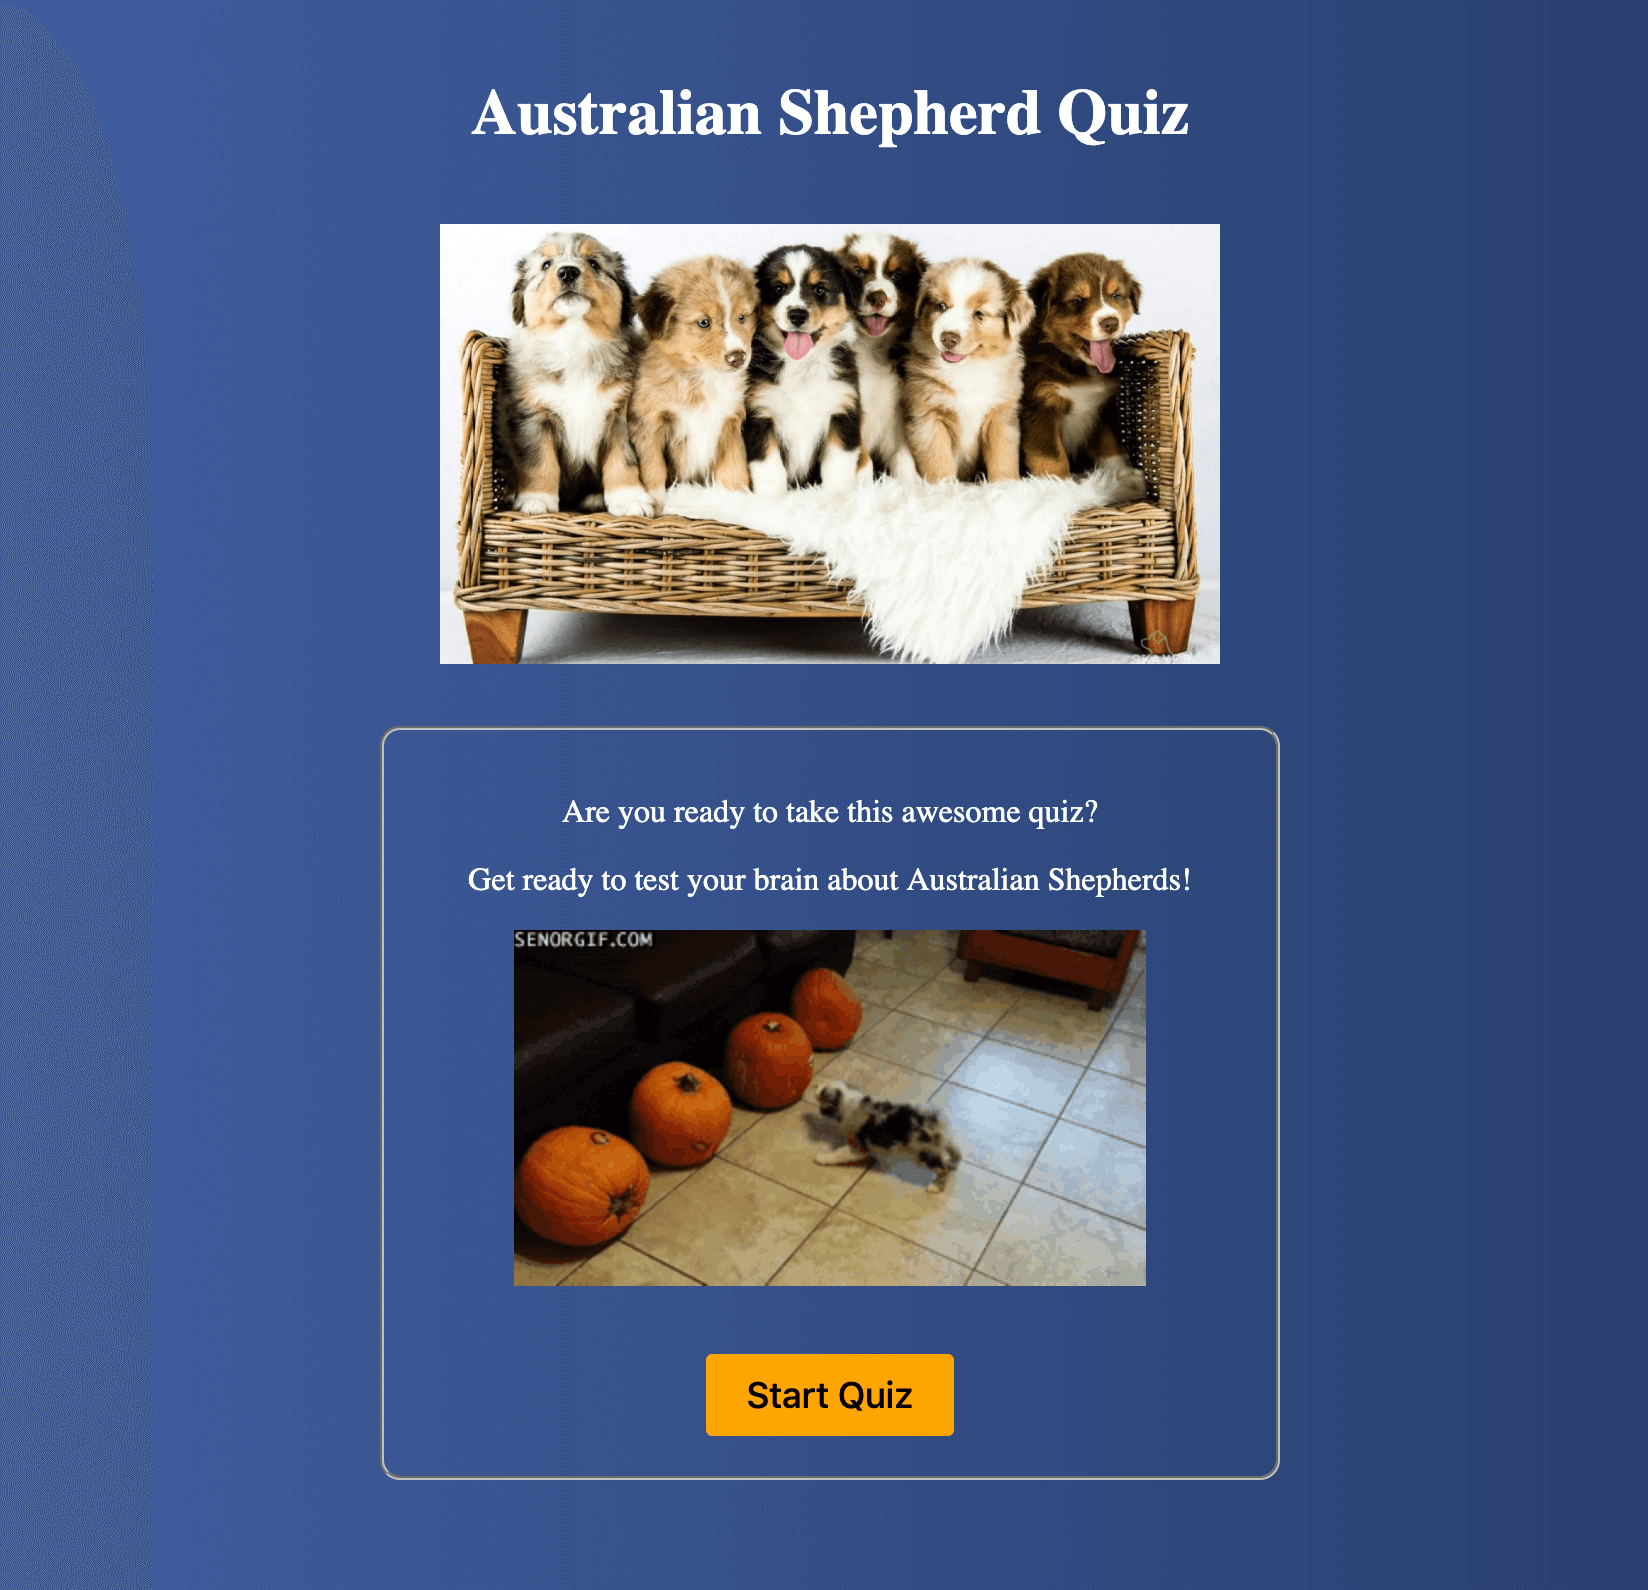 Australian Shepherd Quiz
Are you ready to take this awesome quiz?
Get ready to test your brain about Australian Shepherds!
SENORGIF.COM
Start Quiz